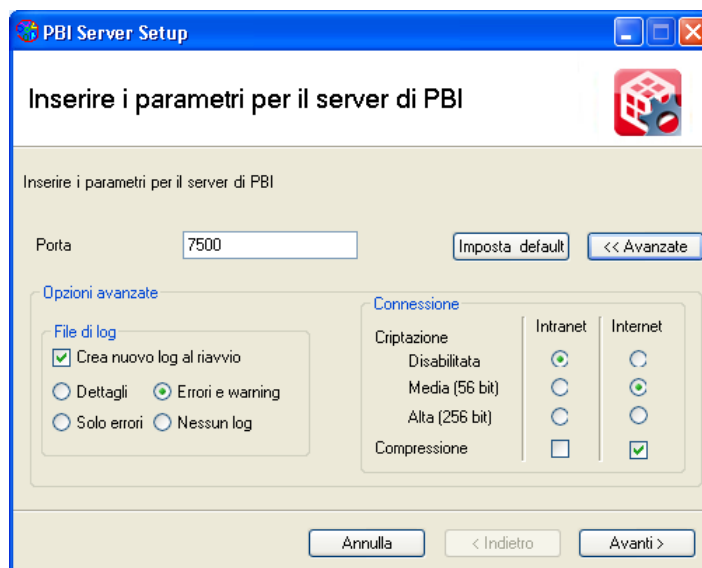 PBI Server Setup
Inserire i parametri per il server di PBI
Inserire i parametri per il server di PBI
Porta 7500 Imposta default << Avanzate
Opzioni avanzate
File di log
Crea nuovo log al riavvio
Dettagli Errori e warning
Solo errori Nessun log
Connessione
Intranet Internet
Criptazione
Disabilitata
Media (56 bit)
Alta (256 bit)
Compressione
Annulla < Indietro Avanti >